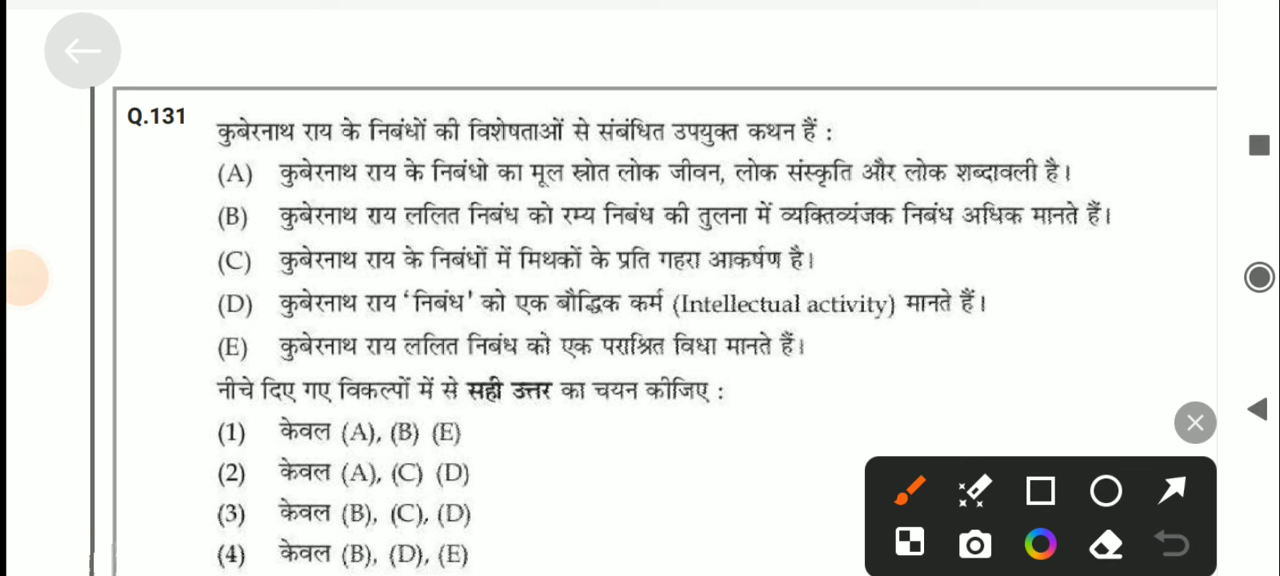 Q.131
कुबेरनाथ राय के निबंधों की विशेषताओं से संबंधित उपयुक्त कथन हैं :
(A) कुबेरनाथ राय के निबंधो का मूल स्रोत लोक जीवन, लोक संस्कृति और लोक शब्दावली है।
(B) कुबेरनाथ राय ललित निबंध को रम्य निबंध की तुलना में व्यक्तिव्यंजक निबंध अधिक मानते हैं।
(C) कुबेरनाथ राय के निबंधों में मिथकों के प्रति गहरा आकर्षण है।
(D) कुबेरनाथ राय ‘निबंध’ को एक बौद्धिक कर्म (Intellectual activity) मानते हैं।
(E) कुबेरनाथ राय ललित निबंध को एक पराश्रित विधा मानते हैं।
नीचे दिए गए विकल्पों में से सही उत्तर का चयन कीजिए :
(1) केवल (A), (B) (E)
(2) केवल (A), (C) (D)
(3) केवल (B), (C), (D)
(4) केवल (B), (D), (E)